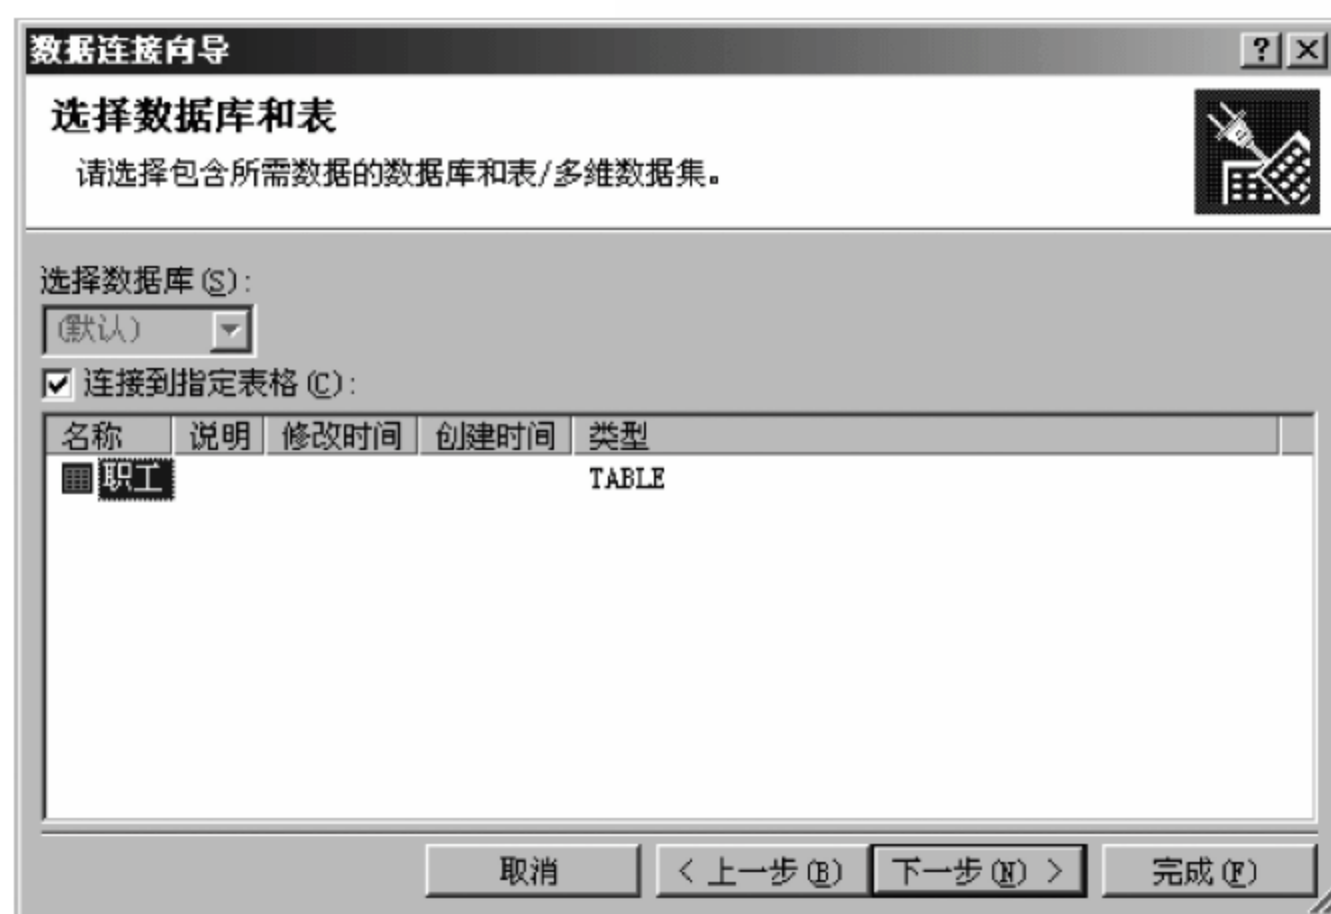 数据连接向导
选择数据库和表
请选择包含所需数据的数据库和表/多维数据集。
选择数据库(S):
(默认)
连接到指定表格(C):
名称 说明 修改时间 创建时间 类型
职工 TABLE
取消 < 上一步(B) 下一步(N) > 完成(F)